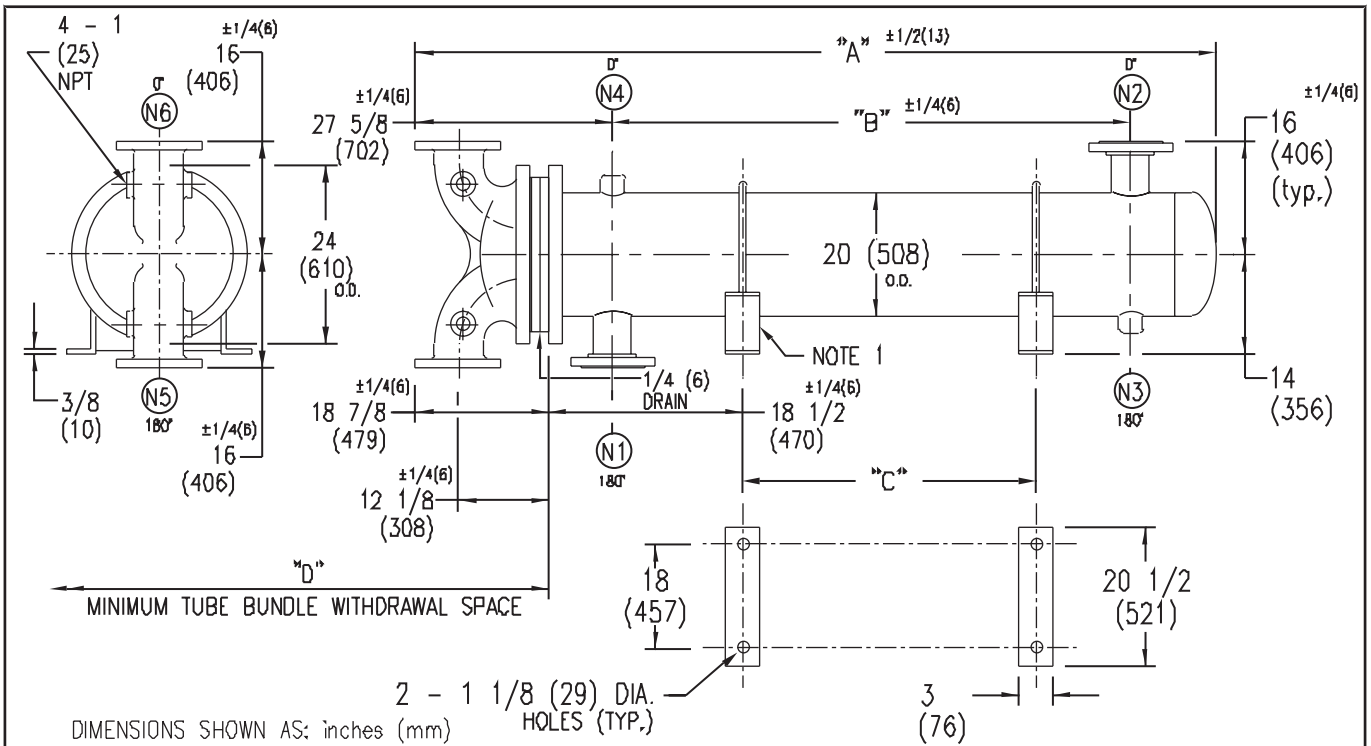 4 - 1
(25)
NPT
±1/4(6)
16
(406)
0°
N6
24
(610)
O.D.
3/8
(10)
N5
180°
±1/4(6)
16
(406)
"A" ±1/2(13)
±1/4(6)
27 5/8
(702)
0°
N4
"B" ±1/4(6)
0°
N2
±1/4(6)
16
(406)
(typ.)
20 (508)
O.D.
NOTE 1
1/4 (6)
DRAIN
±1/4(6)
18 7/8
(479)
±1/4(6)
18 1/2
(470)
N3
180°
14
(356)
N1
180°
±1/4(6)
12 1/8
(308)
"C"
"D"
MINIMUM TUBE BUNDLE WITHDRAWAL SPACE
18
(457)
20 1/2
(521)
2 - 1 1/8 (29) DIA.
HOLES (TYP.)
3
(76)
DIMENSIONS SHOWN AS: inches (mm)